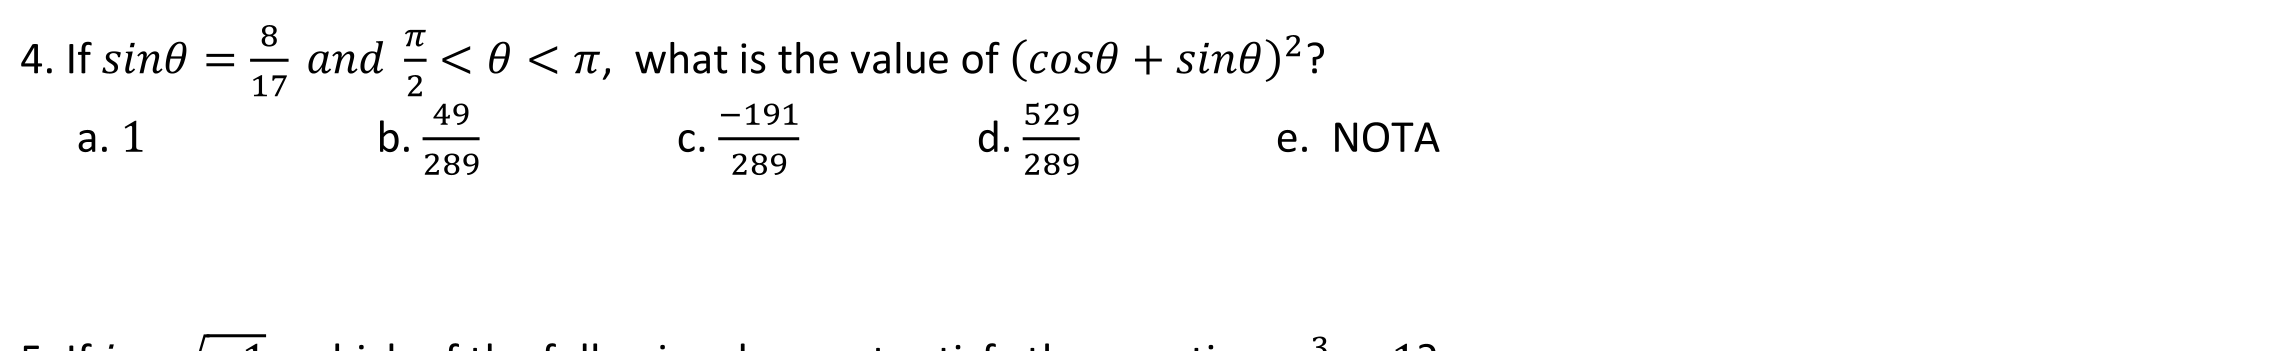 4. If sinθ = 8/17 and π/2 < θ < π, what is the value of (cosθ + sinθ)²?
a. 1 b. 49/289 c. −191/289 d. 529/289 e. NOTA